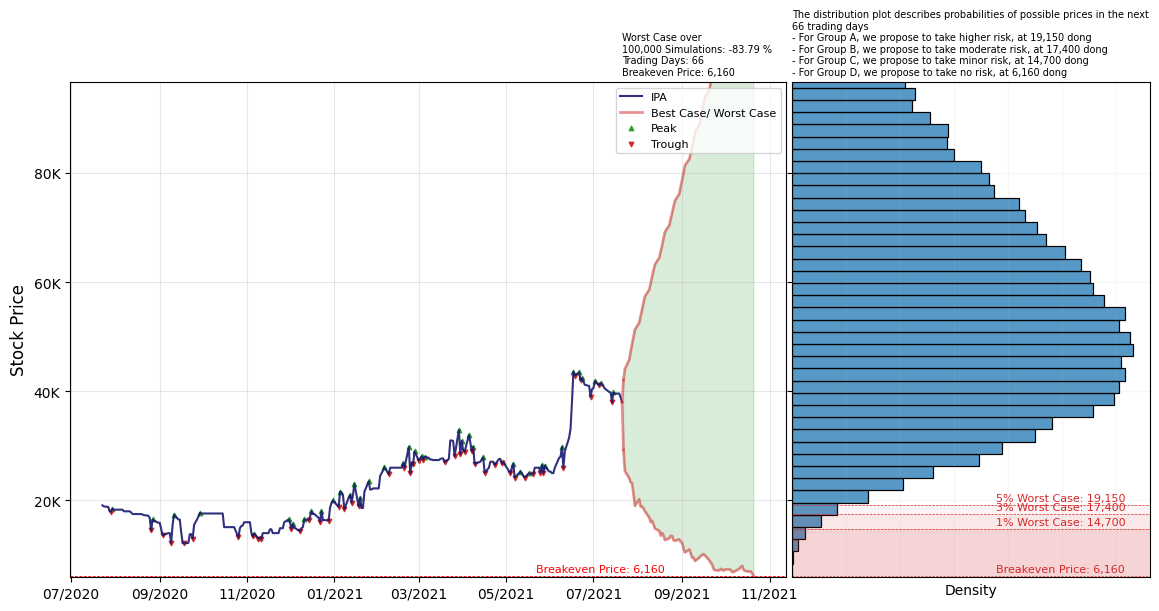 The distribution plot describes probabilities of possible prices in the next
66 trading days
- For Group A, we propose to take higher risk, at 19,150 dong
- For Group B, we propose to take moderate risk, at 17,400 dong
- For Group C, we propose to take minor risk, at 14,700 dong
- For Group D, we propose to take no risk, at 6,160 dong
Worst Case over
100,000 Simulations: -83.79 %
Trading Days: 66
Breakeven Price: 6,160
IPA
Best Case/ Worst Case
Peak
Trough
Stock Price
80K
60K
40K
20K
Breakeven Price: 6,160
07/2020
09/2020
11/2020
01/2021
03/2021
05/2021
07/2021
09/2021
11/2021
5% Worst Case: 19,150
3% Worst Case: 17,400
1% Worst Case: 14,700
Breakeven Price: 6,160
Density